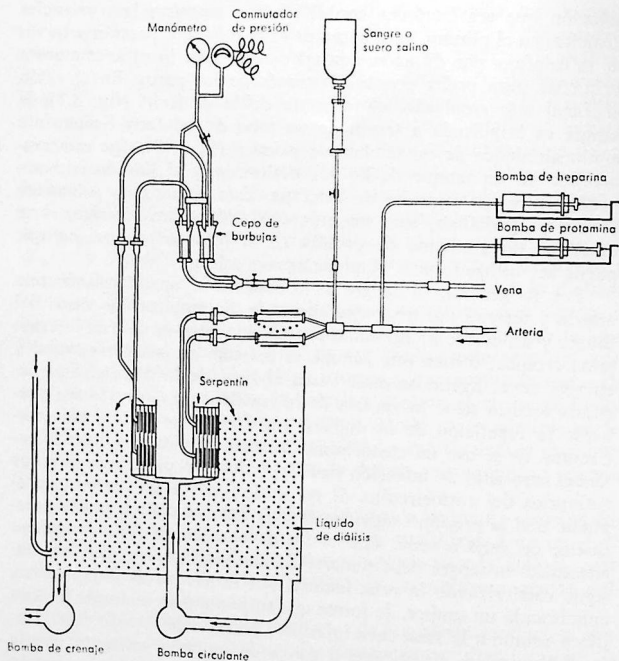 Manómetro
Conmutador
de presión
Sangre o
suero salino
Bomba de heparina
Cepo de
burbujas
Bomba de protamina
Vena
Arteria
Serpentín
Líquido
de diálisis
Bomba de crenaje
Bomba circulante